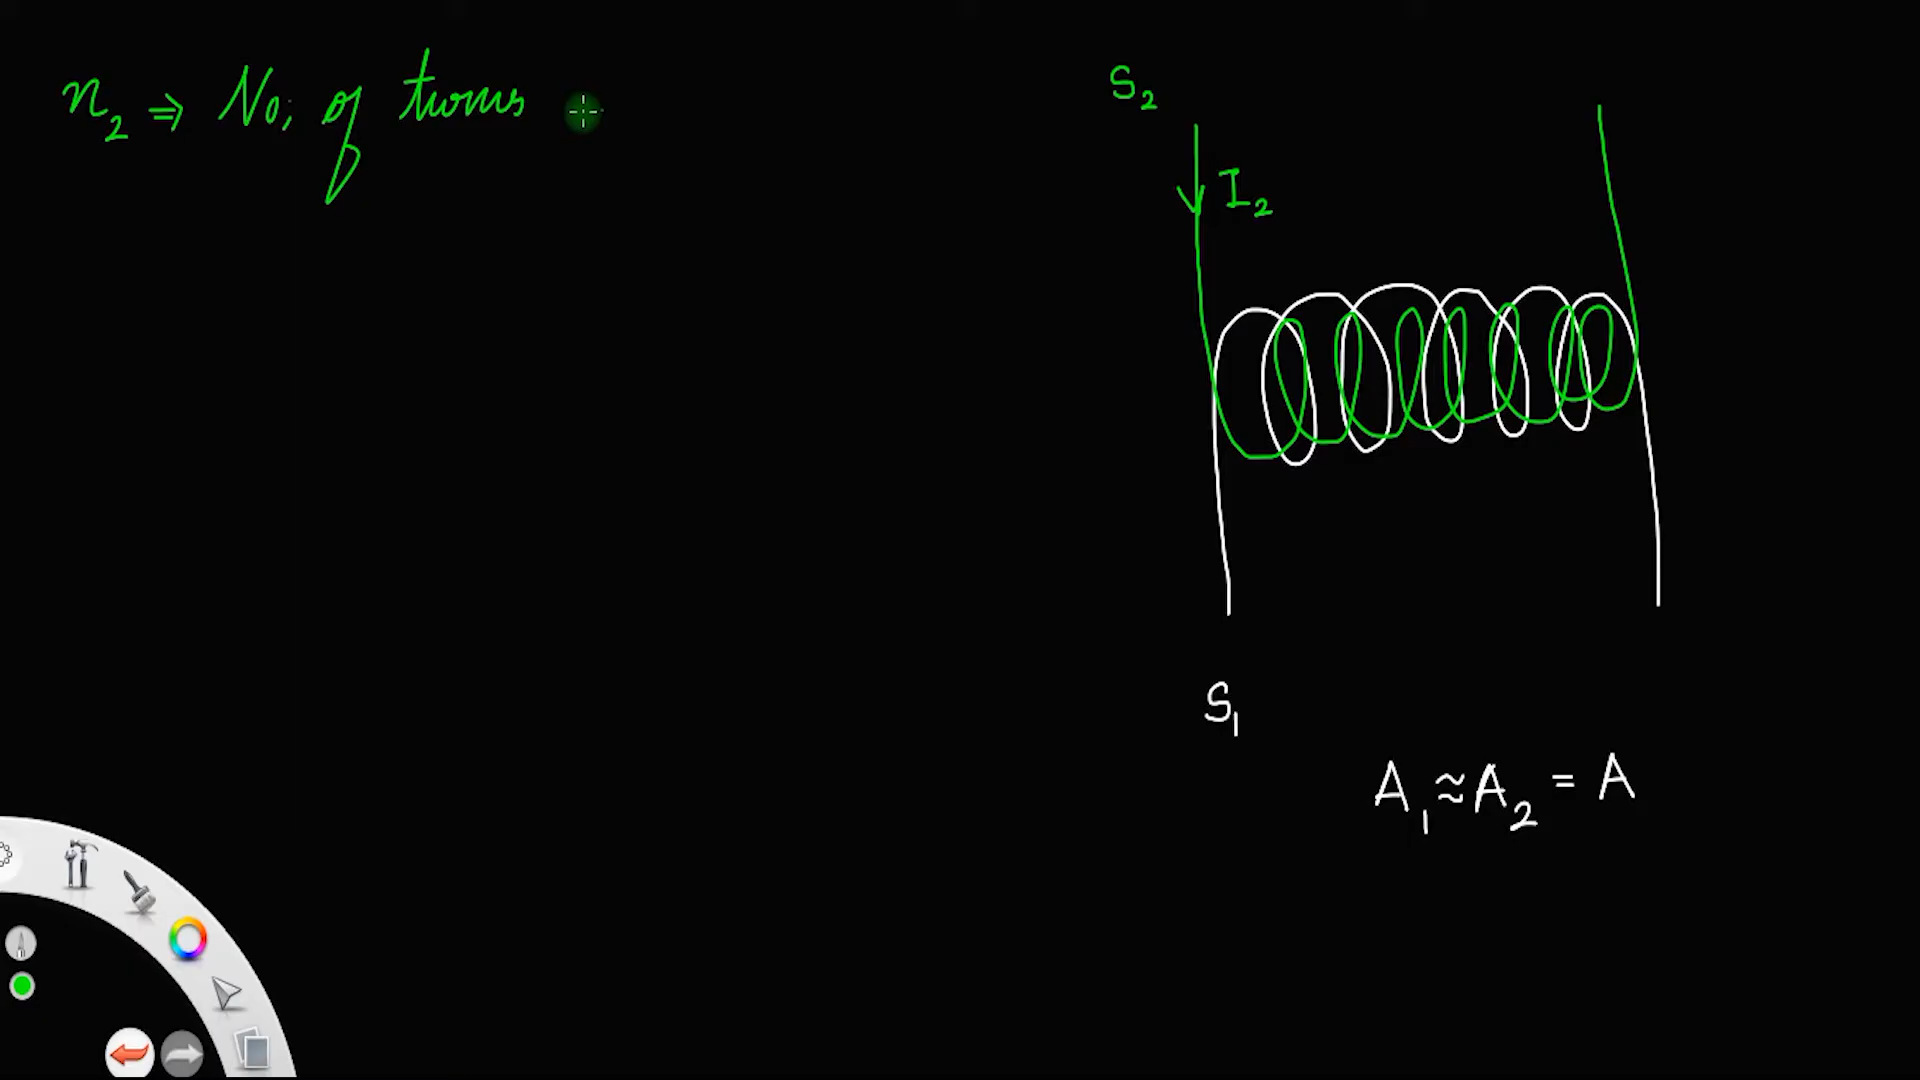 n₂ ⇒ No; of turns
S₂
I₂
S₁
A₁ ≈ A₂ = A